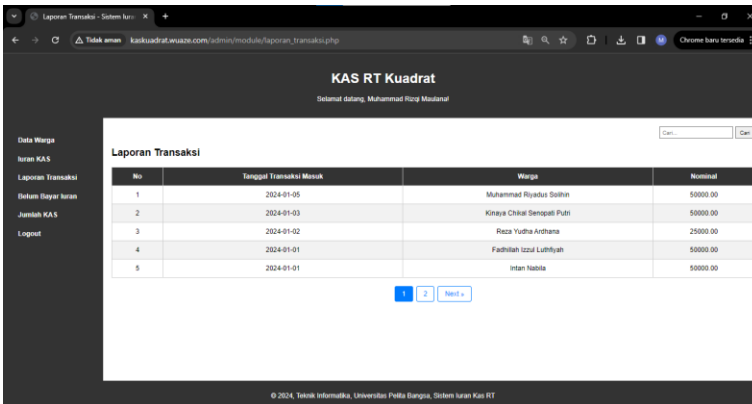 Laporan Transaksi - Sistem Iura
Tidak aman kaskuadrat.wuaze.com/admin/module/laporan_transaksi.php
M
Chrome baru tersedia
KAS RT Kuadrat
Selamat datang, Muhammad Rizqi Maulana!
Data Warga
Iuran KAS
Laporan Transaksi
Belum Bayar Iuran
Jumlah KAS
Logout
Cari... Cari
Laporan Transaksi
No Tanggal Transaksi Masuk Warga Nominal
1 2024-01-05 Muhammad Riyadus Solihin 50000.00
2 2024-01-03 Kinaya Chikal Senopati Putri 50000.00
3 2024-01-02 Reza Yudha Ardhana 25000.00
4 2024-01-01 Fadhillah Izzul Luthfiyah 50000.00
5 2024-01-01 Intan Nabila 50000.00
1 2 Next »
© 2024, Teknik Informatika, Universitas Pelita Bangsa, Sistem Iuran Kas RT